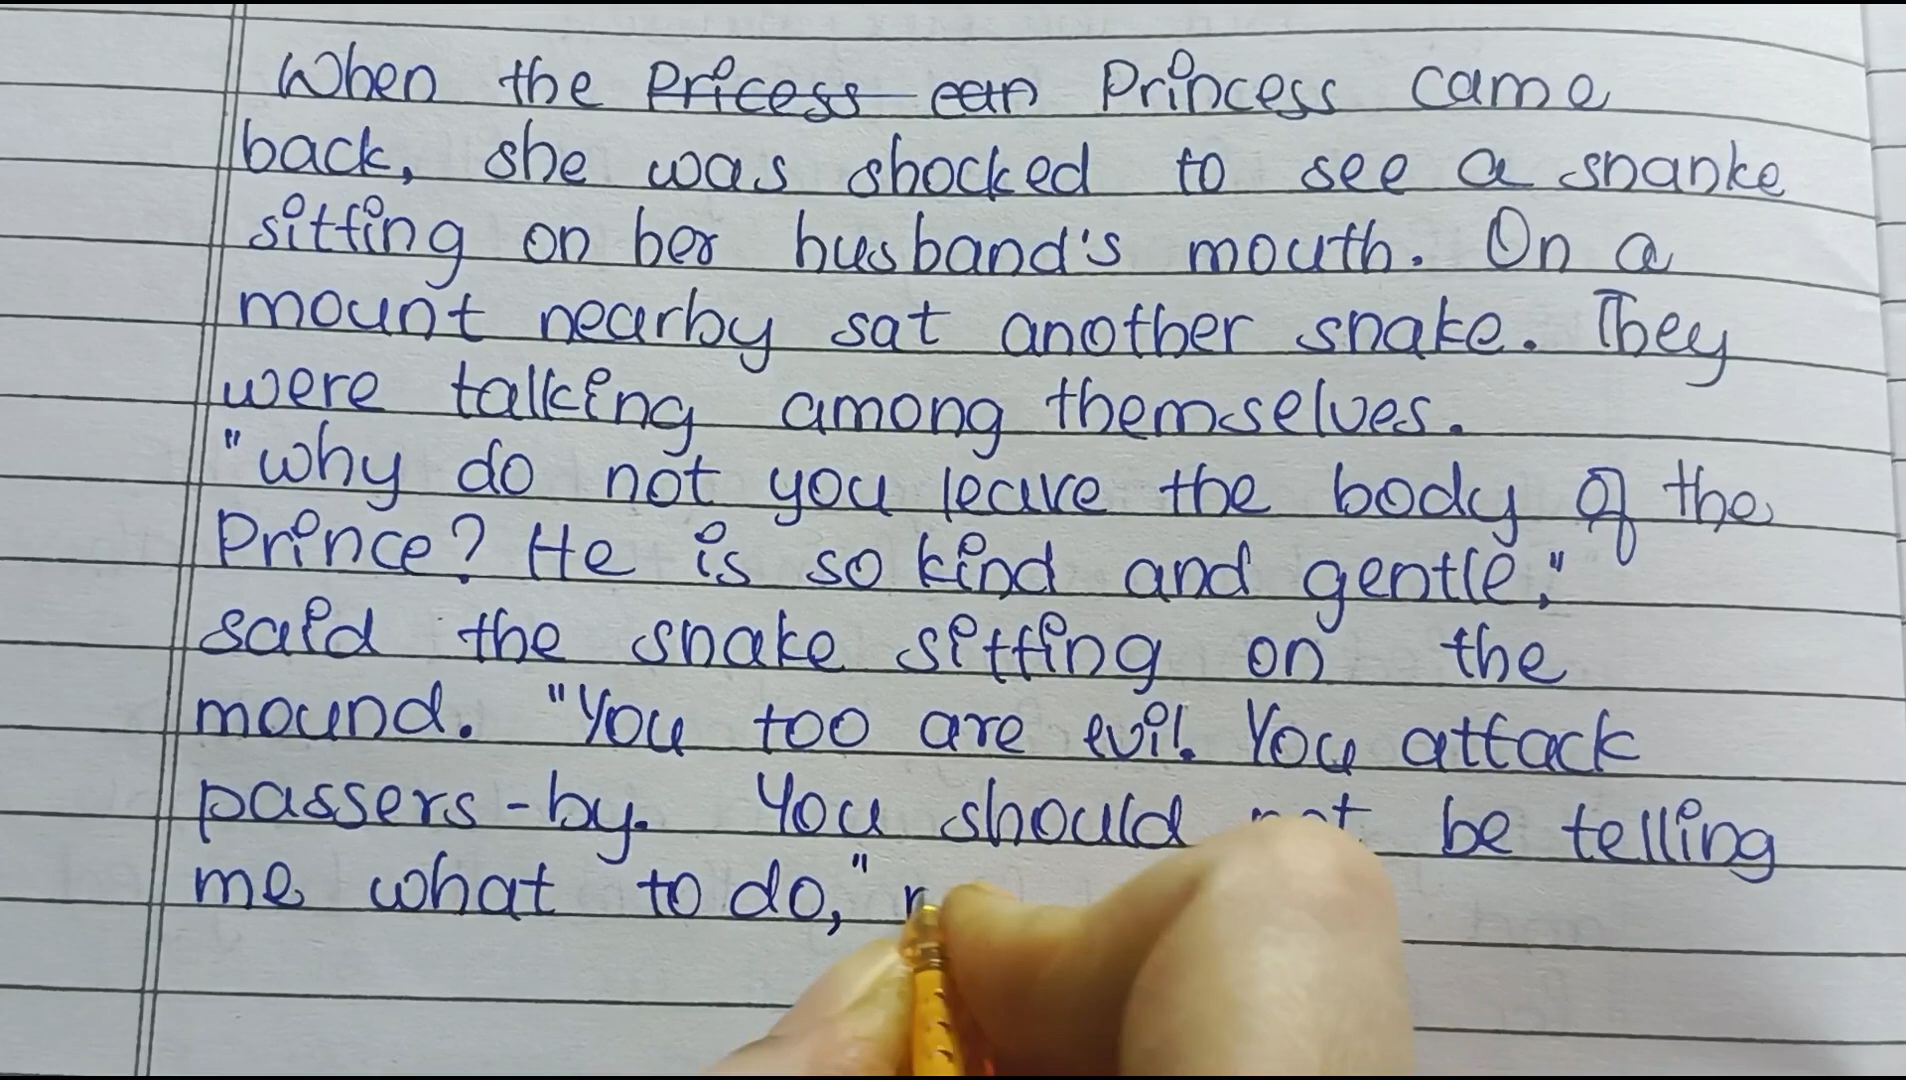 When the Pricess can Princess came
back, she was shocked to see a snanke
sitting on her husband's mouth. On a
mount nearby sat another snake. They
were talking among themselves.
"why do not you leave the body of the
Prince? He is so kind and gentle,"
said the snake sitting on the
mound. "You too are evil. You attack
passers-by. You should not be telling
me what to do,"